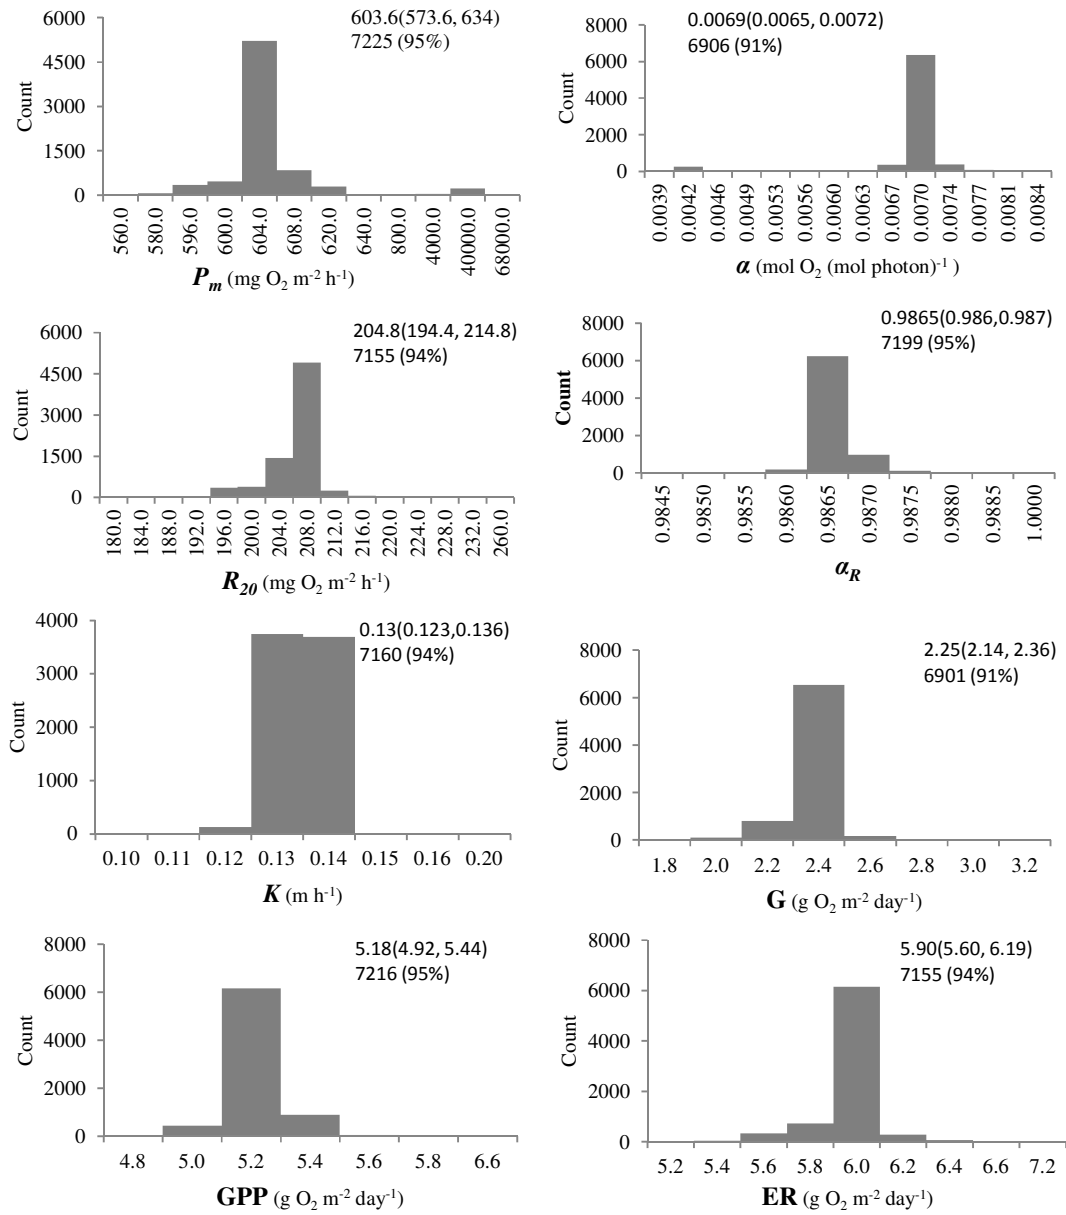 603.6(573.6, 634)
7225 (95%)
Count
6000
4500
3000
1500
0
560.0 580.0 596.0 600.0 604.0 608.0 620.0 640.0 800.0 4000.0 40000.0 68000.0
Pm (mg O2 m-2 h-1)
0.0069(0.0065, 0.0072)
6906 (91%)
Count
8000
6000
4000
2000
0
0.0039 0.0042 0.0046 0.0049 0.0053 0.0056 0.0060 0.0063 0.0067 0.0070 0.0074 0.0077 0.0081 0.0084
α (mol O2 (mol photon)-1 )
204.8(194.4, 214.8)
7155 (94%)
Count
6000
4500
3000
1500
0
180.0 184.0 188.0 192.0 196.0 200.0 204.0 208.0 212.0 214.0 220.0 224.0 228.0 232.0 260.0
R20 (mg O2 m-2 h-1)
0.9865(0.986,0.987)
7199 (95%)
Count
8000
6000
4000
2000
0
0.9845 0.9850 0.9855 0.9860 0.9865 0.9870 0.9875 0.9880 0.9885 1.0000
αR
0.13(0.123,0.136)
7160 (94%)
Count
4000
3000
2000
1000
0
0.10 0.11 0.12 0.13 0.14 0.15 0.16 0.20
K (m h-1)
2.25(2.14, 2.36)
6901 (91%)
Count
8000
6000
4000
2000
0
1.8 2.0 2.2 2.4 2.6 3.0 3.2
G (g O2 m-2 day-1)
5.18(4.92, 5.44)
7216 (95%)
Count
8000
6000
4000
2000
0
4.8 5.0 5.2 5.4 5.6 5.8 6.6
GPP (g O2 m-2 day-1)
5.90(5.60, 6.19)
7155 (94%)
Count
8000
6000
4000
2000
0
5.2 5.4 5.6 5.8 6.0 6.2 6.4 6.6 7.2
ER (g O2 m-2 day-1)